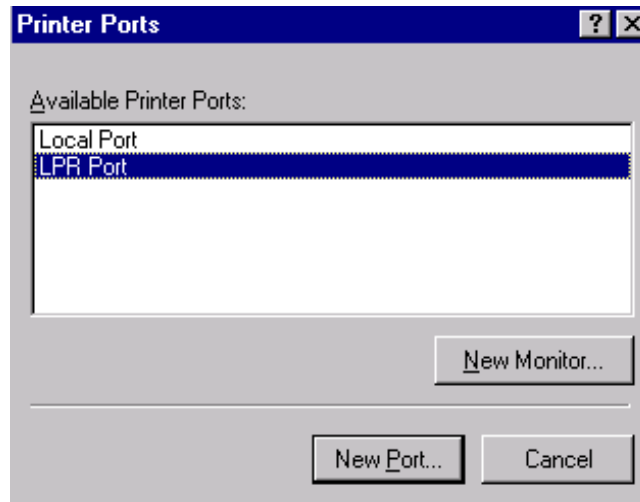 Printer Ports
Available Printer Ports:
Local Port
LPR Port
New Monitor...
New Port...
Cancel